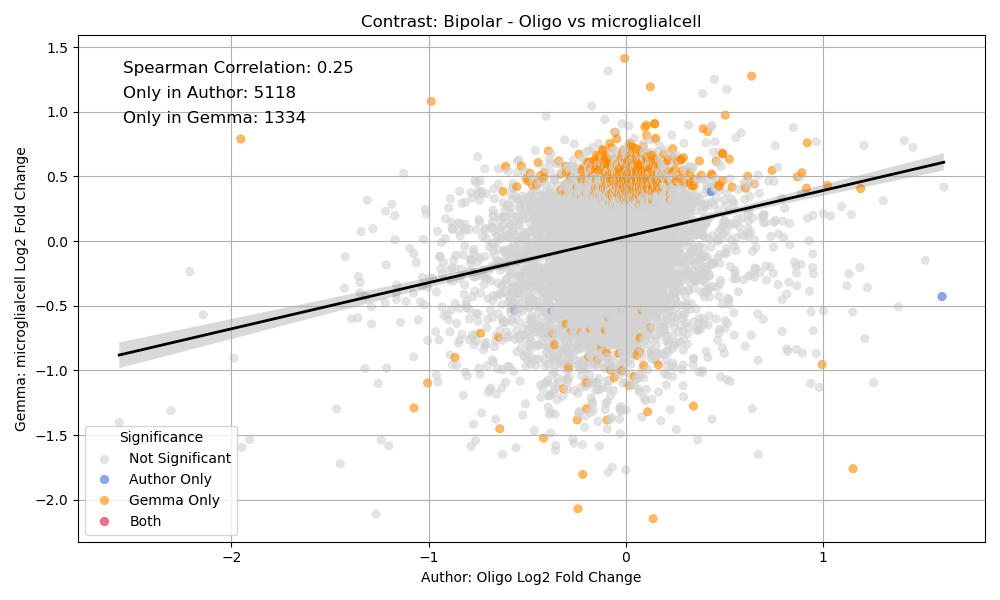 Contrast: Bipolar - Oligo vs microglialcell
Spearman Correlation: 0.25
Only in Author: 5118
Only in Gemma: 1334
Gemma: microglialcell Log2 Fold Change
1.5
1.0
0.5
0.0
−0.5
−1.0
−1.5
−2.0
Significance
Not Significant
Author Only
Gemma Only
Both
−2
−1
0
1
Author: Oligo Log2 Fold Change